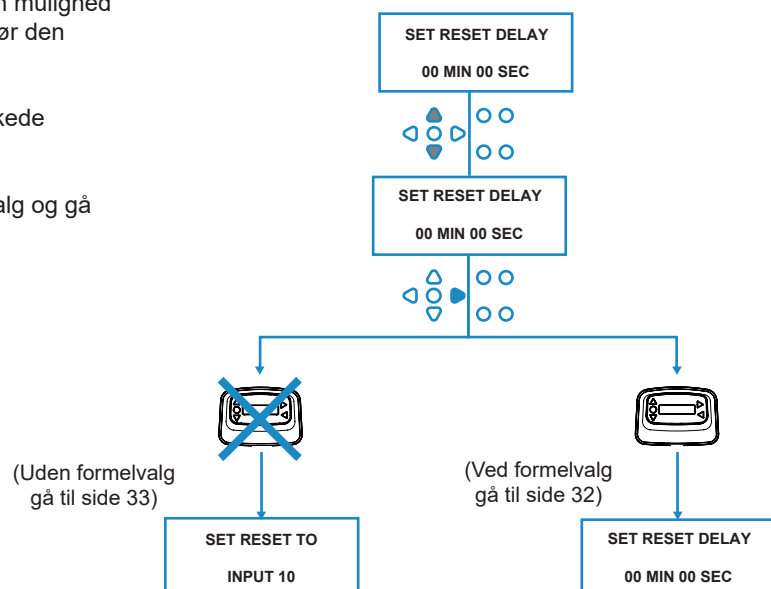 mulighed
ør den
SET RESET DELAY
00 MIN 00 SEC
kede
alg og gå
SET RESET DELAY
00 MIN 00 SEC
(Uden formelvalg
gå til side 33)
(Ved formelvalg
gå til side 32)
SET RESET TO
INPUT 10
SET RESET DELAY
00 MIN 00 SEC